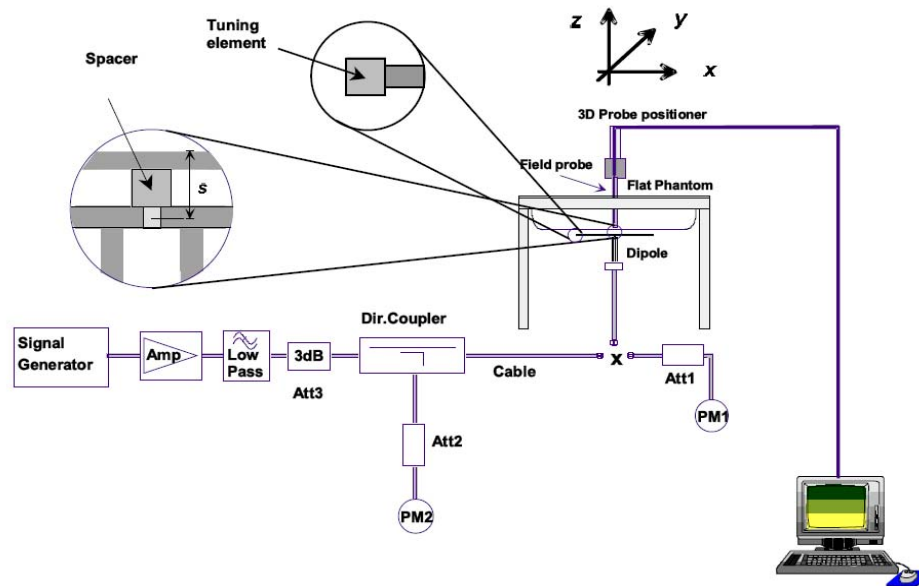 Tuning
element
Spacer
s
z
y
x
3D Probe positioner
Field probe
Flat Phantom
Dipole
Dir.Coupler
Signal
Generator
Amp
Low
Pass
3dB
Att3
Cable
x
Att1
PM1
Att2
PM2